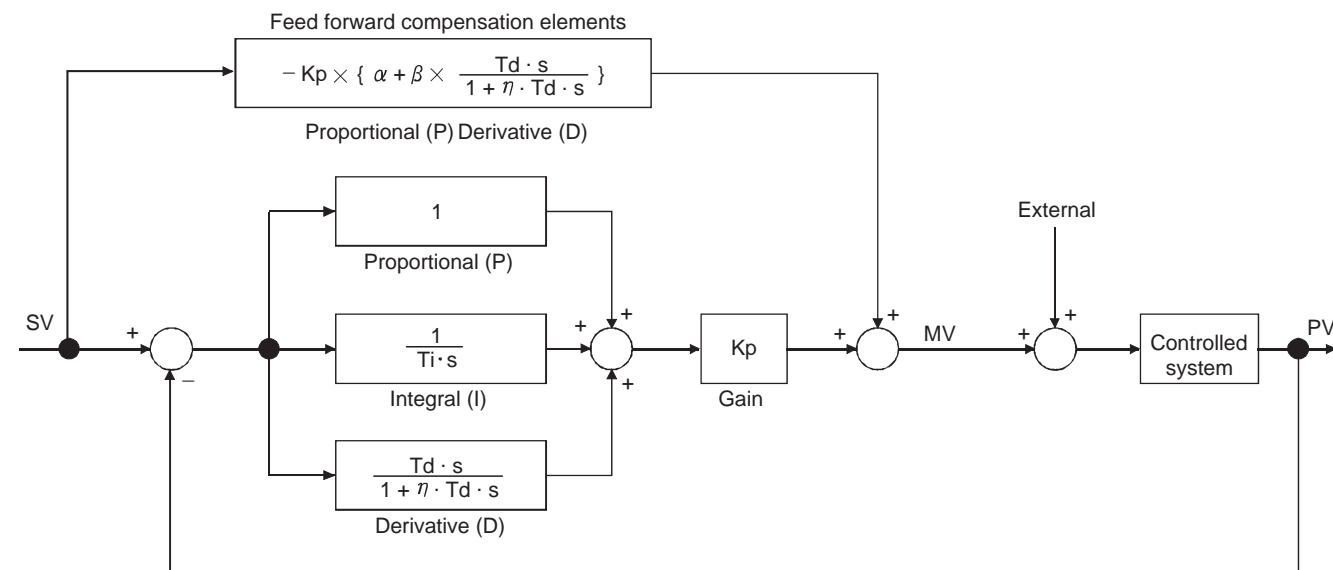 Feed forward compensation elements
− Kp × { α + β × Td · s / 1 + η · Td · s }
Proportional (P) Derivative (D)
1
Proportional (P)
External
SV
+
−
1 / Ti · s
Integral (I)
+
+
+
Kp
Gain
+
+
MV
+
+
Controlled
system
PV
Td · s / 1 + η · Td · s
Derivative (D)